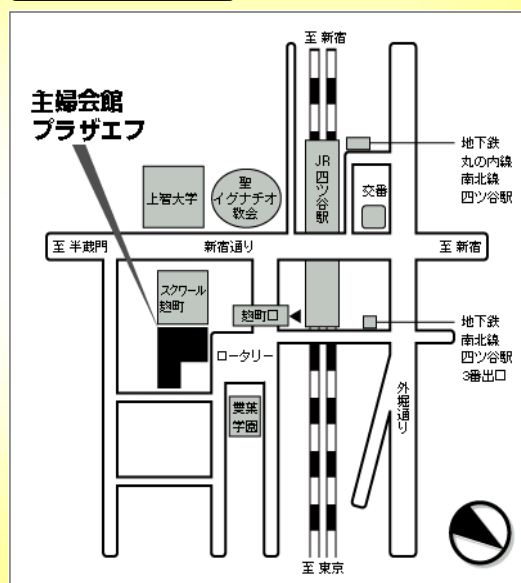 至 新宿
主婦会館
プラザエフ
地下鉄
丸の内線
南北線
四ツ谷駅
JR
四ツ谷駅
交番
上智大学
聖
イグナチオ
教会
至 半蔵門
新宿通り
至 新宿
スクワール
麹町
麹町口
地下鉄
南北線
四ツ谷駅
3番出口
ロータリー
外堀通り
雙葉
学園
至 東京